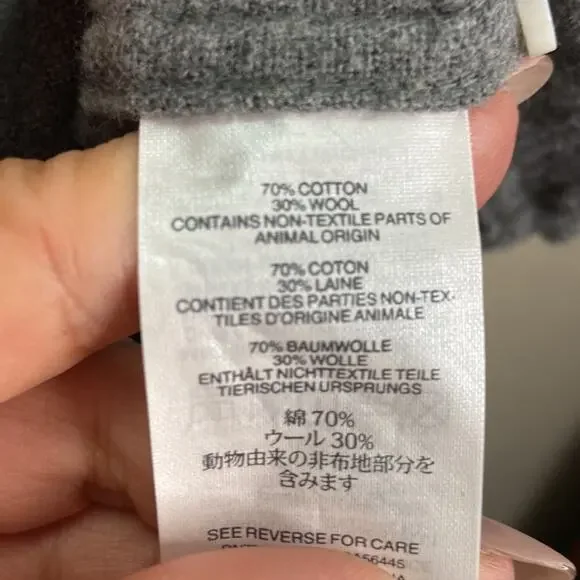 70% COTTON
30% WOOL
CONTAINS NON-TEXTILE PARTS OF
ANIMAL ORIGIN
70% COTON
30% LAINE
CONTIENT DES PARTIES NON-TEX-
TILES D'ORIGINE ANIMALE
70% BAUMWOLLE
30% WOLLE
ENTHÄLT NICHTTEXTILE TEILE
TIERISCHEN URSPRUNGS
綿 70%
ウール 30%
動物由来の非布地部分を
含みます
SEE REVERSE FOR CARE